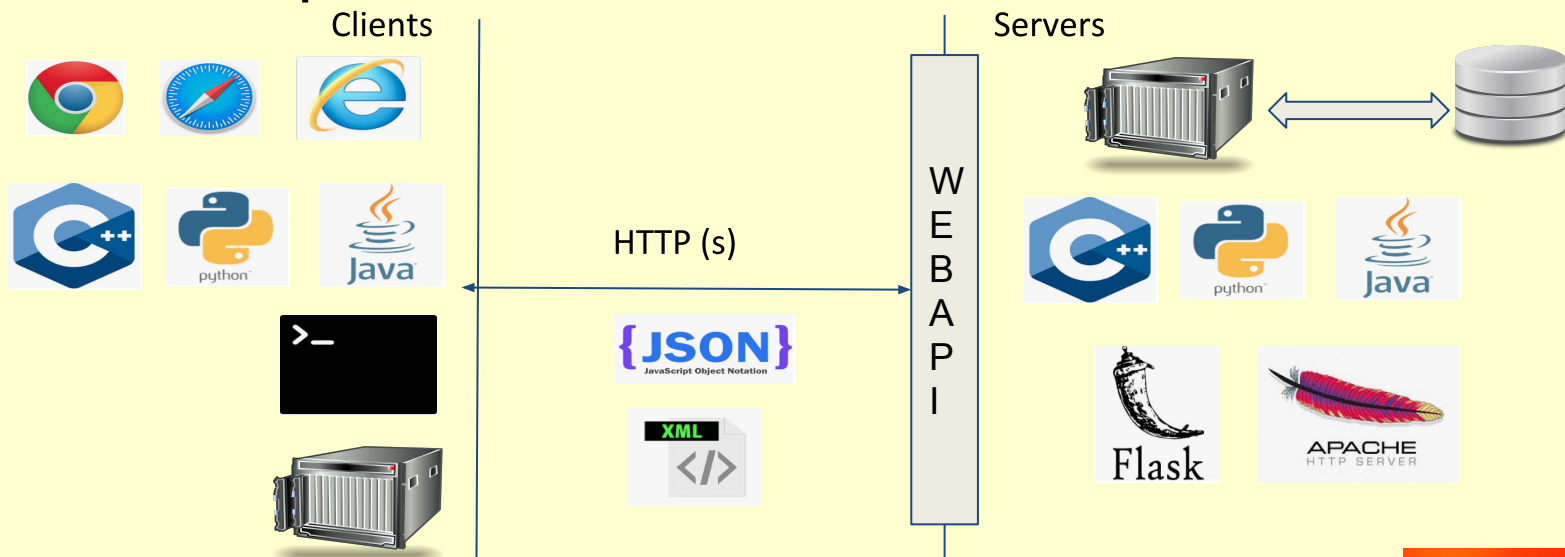 Clients
Servers
C++
python
Java
HTTP (s)
W
E
B
A
P
I
C++
python
Java
>_
{JSON}
JavaScript Object Notation
XML
</>
Flask
APACHE
HTTP SERVER